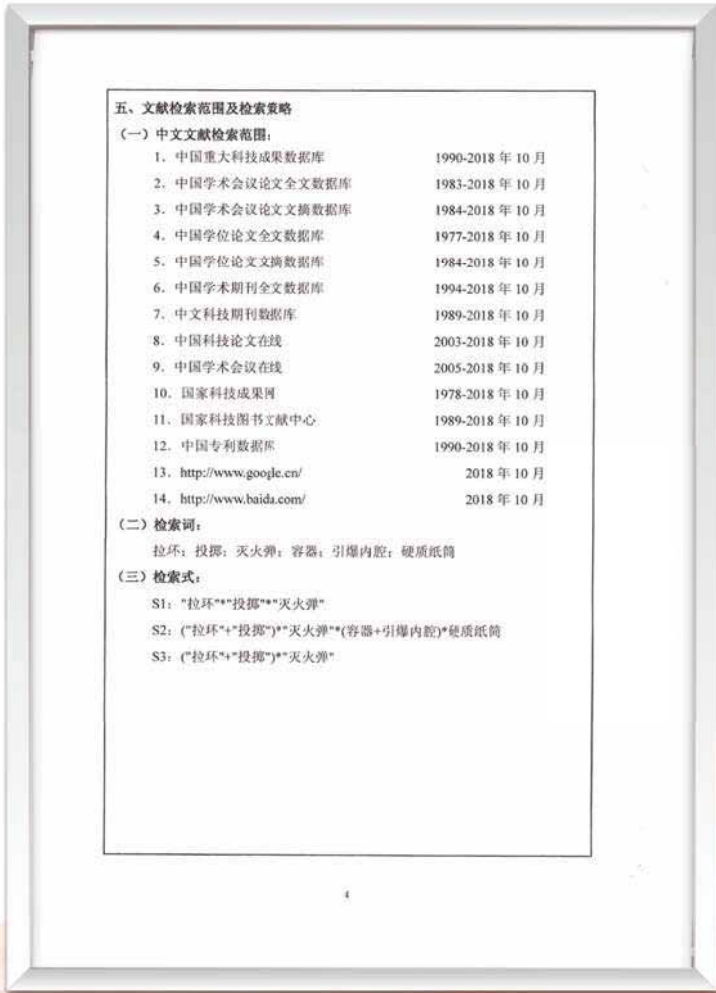 五、文献检索范围及检索策略
（一）中文文献检索范围：
1、中国重大科技成果数据库 1990-2018 年 10 月
2、中国学术会议论文全文数据库 1983-2018 年 10 月
3、中国学术会议论文文摘数据库 1984-2018 年 10 月
4、中国学位论文全文数据库 1977-2018 年 10 月
5、中国学位论文文摘数据库 1984-2018 年 10 月
6、中国学术期刊全文数据库 1994-2018 年 10 月
7、中文科技期刊数据库 1989-2018 年 10 月
8、中国科技论文在线 2003-2018 年 10 月
9、中国学术会议在线 2005-2018 年 10 月
10、国家科技成果网 1978-2018 年 10 月
11、国家科技图书文献中心 1989-2018 年 10 月
12、中国专利数据库 1990-2018 年 10 月
13、http://www.google.cn/ 2018 年 10 月
14、http://www.baidu.com/ 2018 年 10 月
（二）检索词：
拉环；投掷；灭火弹；容器；引爆内腔；硬质纸筒
（三）检索式：
S1："拉环"*"投掷"*"灭火弹"
S2：("拉环"+"投掷")*"灭火弹"*(容器+引爆内腔)*硬质纸筒
S3：("拉环"+"投掷")*"灭火弹"
4